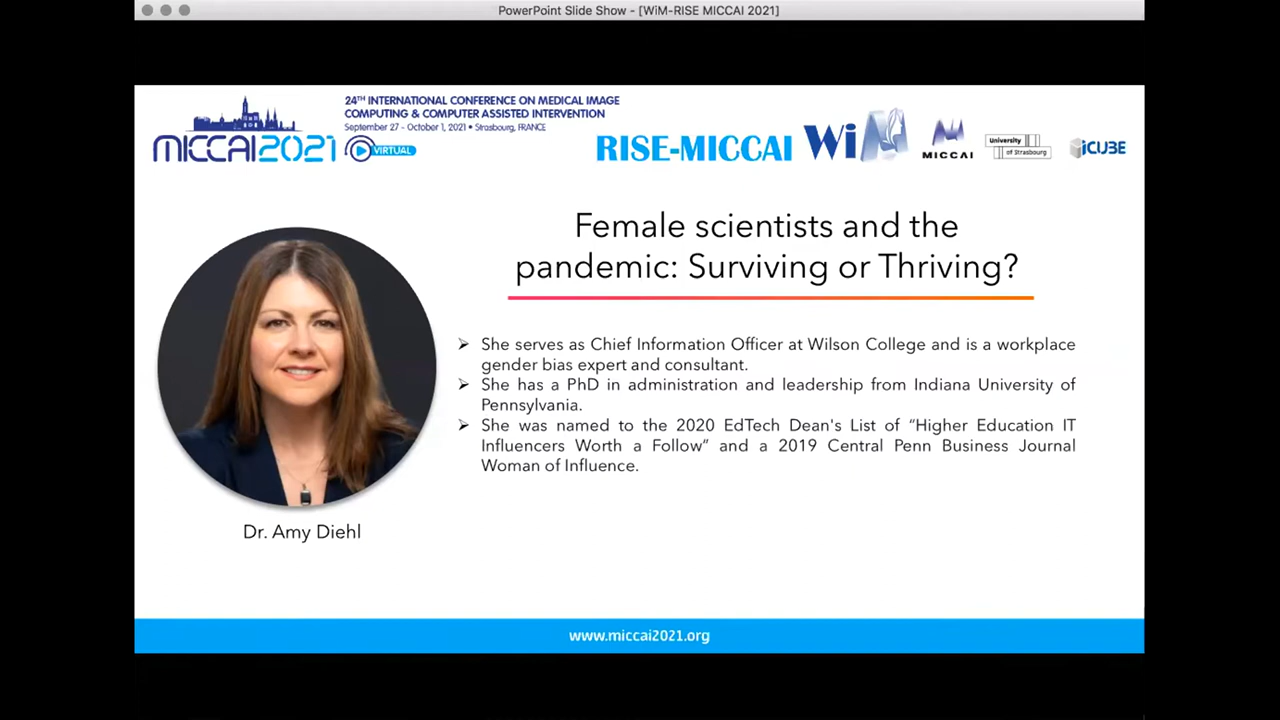 PowerPoint Slide Show - [WiM-RISE MICCAI 2021]
24TH INTERNATIONAL CONFERENCE ON MEDICAL IMAGE
COMPUTING & COMPUTER ASSISTED INTERVENTION
September 27 - October 1, 2021 • Strasbourg, FRANCE
MICCAI2021
VIRTUAL
RISE-MICCAI
WiM
MICCAI
University
of Strasbourg
iCUBE
Female scientists and the
pandemic: Surviving or Thriving?
➢ She serves as Chief Information Officer at Wilson College and is a workplace
gender bias expert and consultant.
➢ She has a PhD in administration and leadership from Indiana University of
Pennsylvania.
➢ She was named to the 2020 EdTech Dean's List of “Higher Education IT
Influencers Worth a Follow” and a 2019 Central Penn Business Journal
Woman of Influence.
Dr. Amy Diehl
www.miccai2021.org